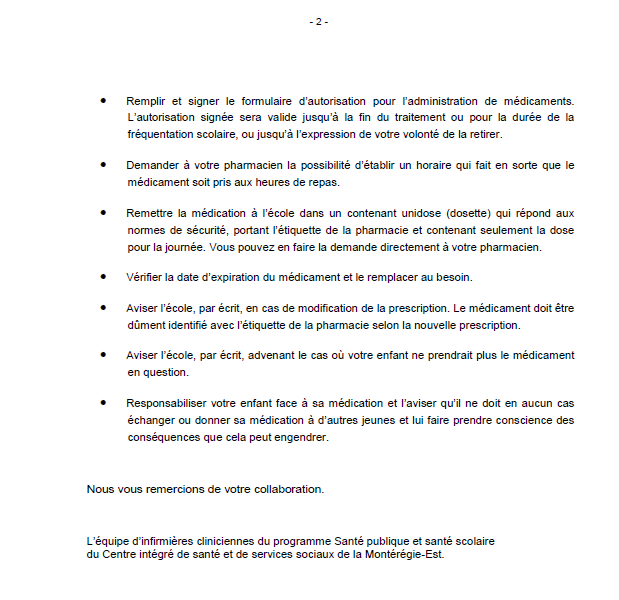 - 2 -
• Remplir et signer le formulaire d’autorisation pour l’administration de médicaments.
L’autorisation signée sera valide jusqu’à la fin du traitement ou pour la durée de la
fréquentation scolaire, ou jusqu’à l’expression de votre volonté de la retirer.
• Demander à votre pharmacien la possibilité d’établir un horaire qui fait en sorte que le
médicament soit pris aux heures de repas.
• Remettre la médication à l’école dans un contenant unidose (dosette) qui répond aux
normes de sécurité, portant l’étiquette de la pharmacie et contenant seulement la dose
pour la journée. Vous pouvez en faire la demande directement à votre pharmacien.
• Vérifier la date d’expiration du médicament et le remplacer au besoin.
• Aviser l’école, par écrit, en cas de modification de la prescription. Le médicament doit être
dûment identifié avec l’étiquette de la pharmacie selon la nouvelle prescription.
• Aviser l’école, par écrit, advenant le cas où votre enfant ne prendrait plus le médicament
en question.
• Responsabiliser votre enfant face à sa médication et l’aviser qu’il ne doit en aucun cas
échanger ou donner sa médication à d’autres jeunes et lui faire prendre conscience des
conséquences que cela peut engendrer.
Nous vous remercions de votre collaboration.
L’équipe d’infirmières cliniciennes du programme Santé publique et santé scolaire
du Centre intégré de santé et de services sociaux de la Montérégie-Est.